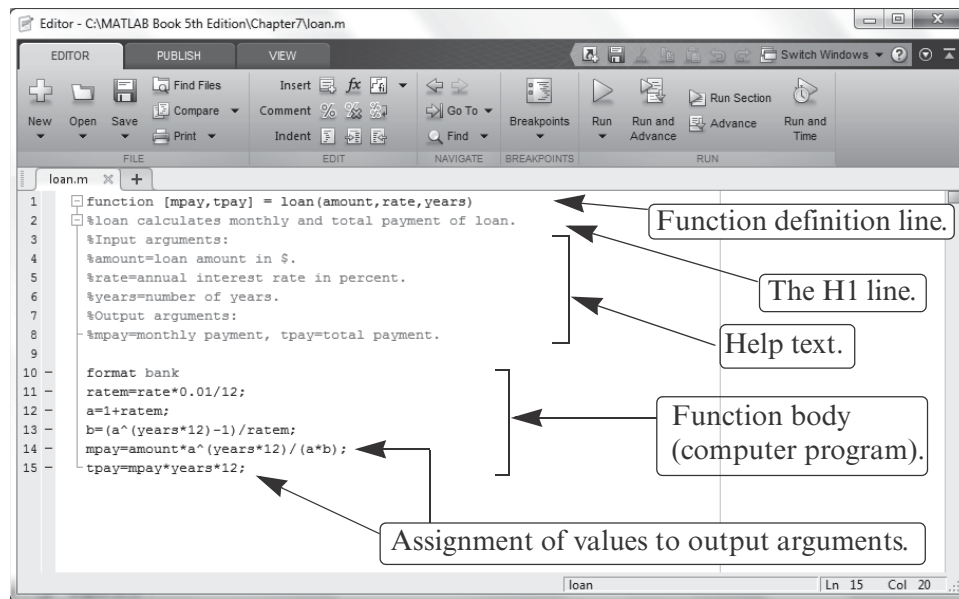 Editor - C:\MATLAB Book 5th Edition\Chapter7\loan.m
EDITOR PUBLISH VIEW Switch Windows
New Open Save Find Files Compare Print
Insert fx Comment Indent
Go To Find
Breakpoints
Run Run and Advance Run Section Advance Run and Time
FILE EDIT NAVIGATE BREAKPOINTS RUN
loan.m
1 function [mpay,tpay] = loan(amount,rate,years)
2 %loan calculates monthly and total payment of loan.
3 %Input arguments:
4 %amount=loan amount in $.
5 %rate=annual interest rate in percent.
6 %years=number of years.
7 %Output arguments:
8 %mpay=monthly payment, tpay=total payment.
9
10 – format bank
11 – ratem=rate*0.01/12;
12 – a=1+ratem;
13 – b=(a^(years*12)-1)/ratem;
14 – mpay=amount*a^(years*12)/(a*b);
15 – tpay=mpay*years*12;
Function definition line.
The H1 line.
Help text.
Function body
(computer program).
Assignment of values to output arguments.
loan Ln 15 Col 20